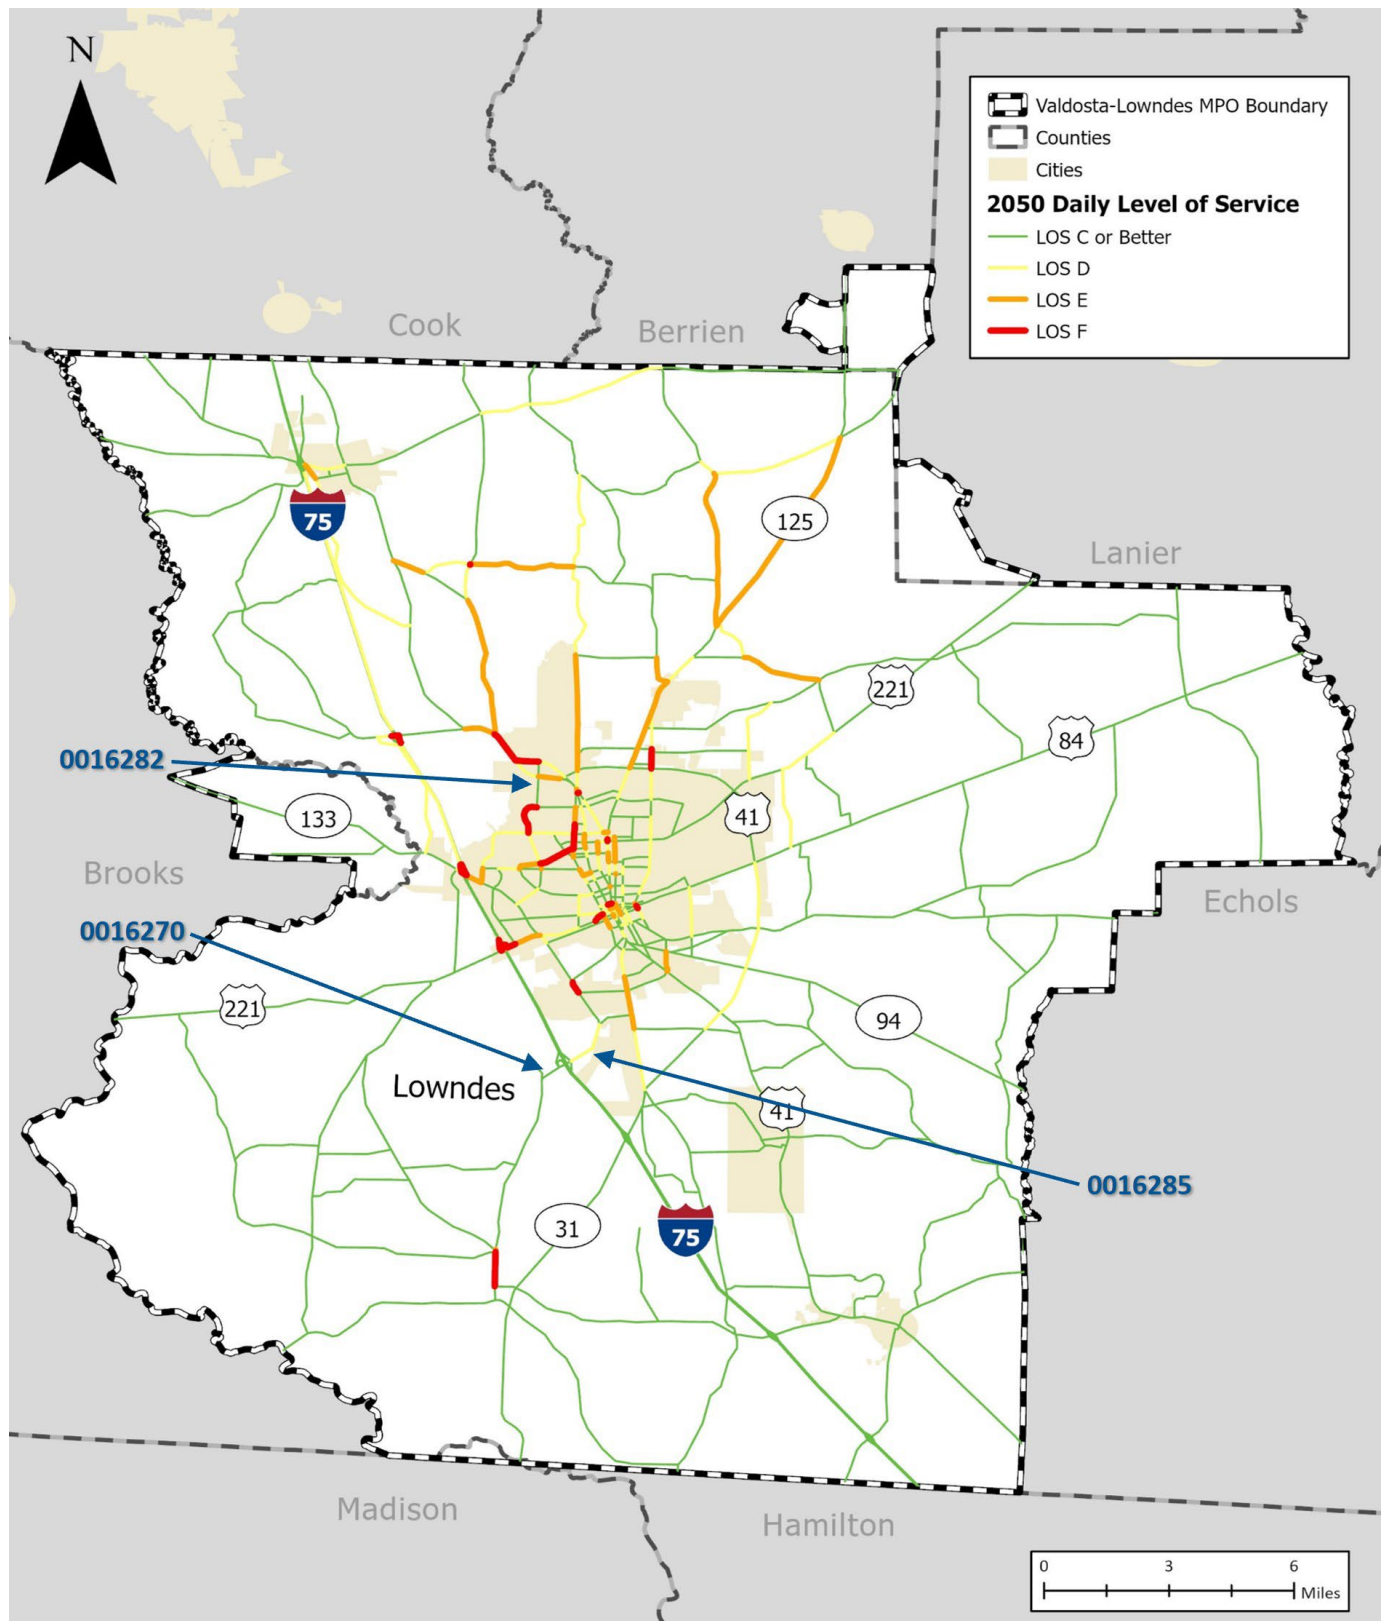 N
Valdosta-Lowndes MPO Boundary
Counties
Cities
2050 Daily Level of Service
LOS C or Better
LOS D
LOS E
LOS F
Cook
Berrien
75
125
Lanier
221
84
0016282
133
41
Brooks
Echols
0016270
221
94
Lowndes
41
0016285
31
75
Madison
Hamilton
0 3 6
Miles